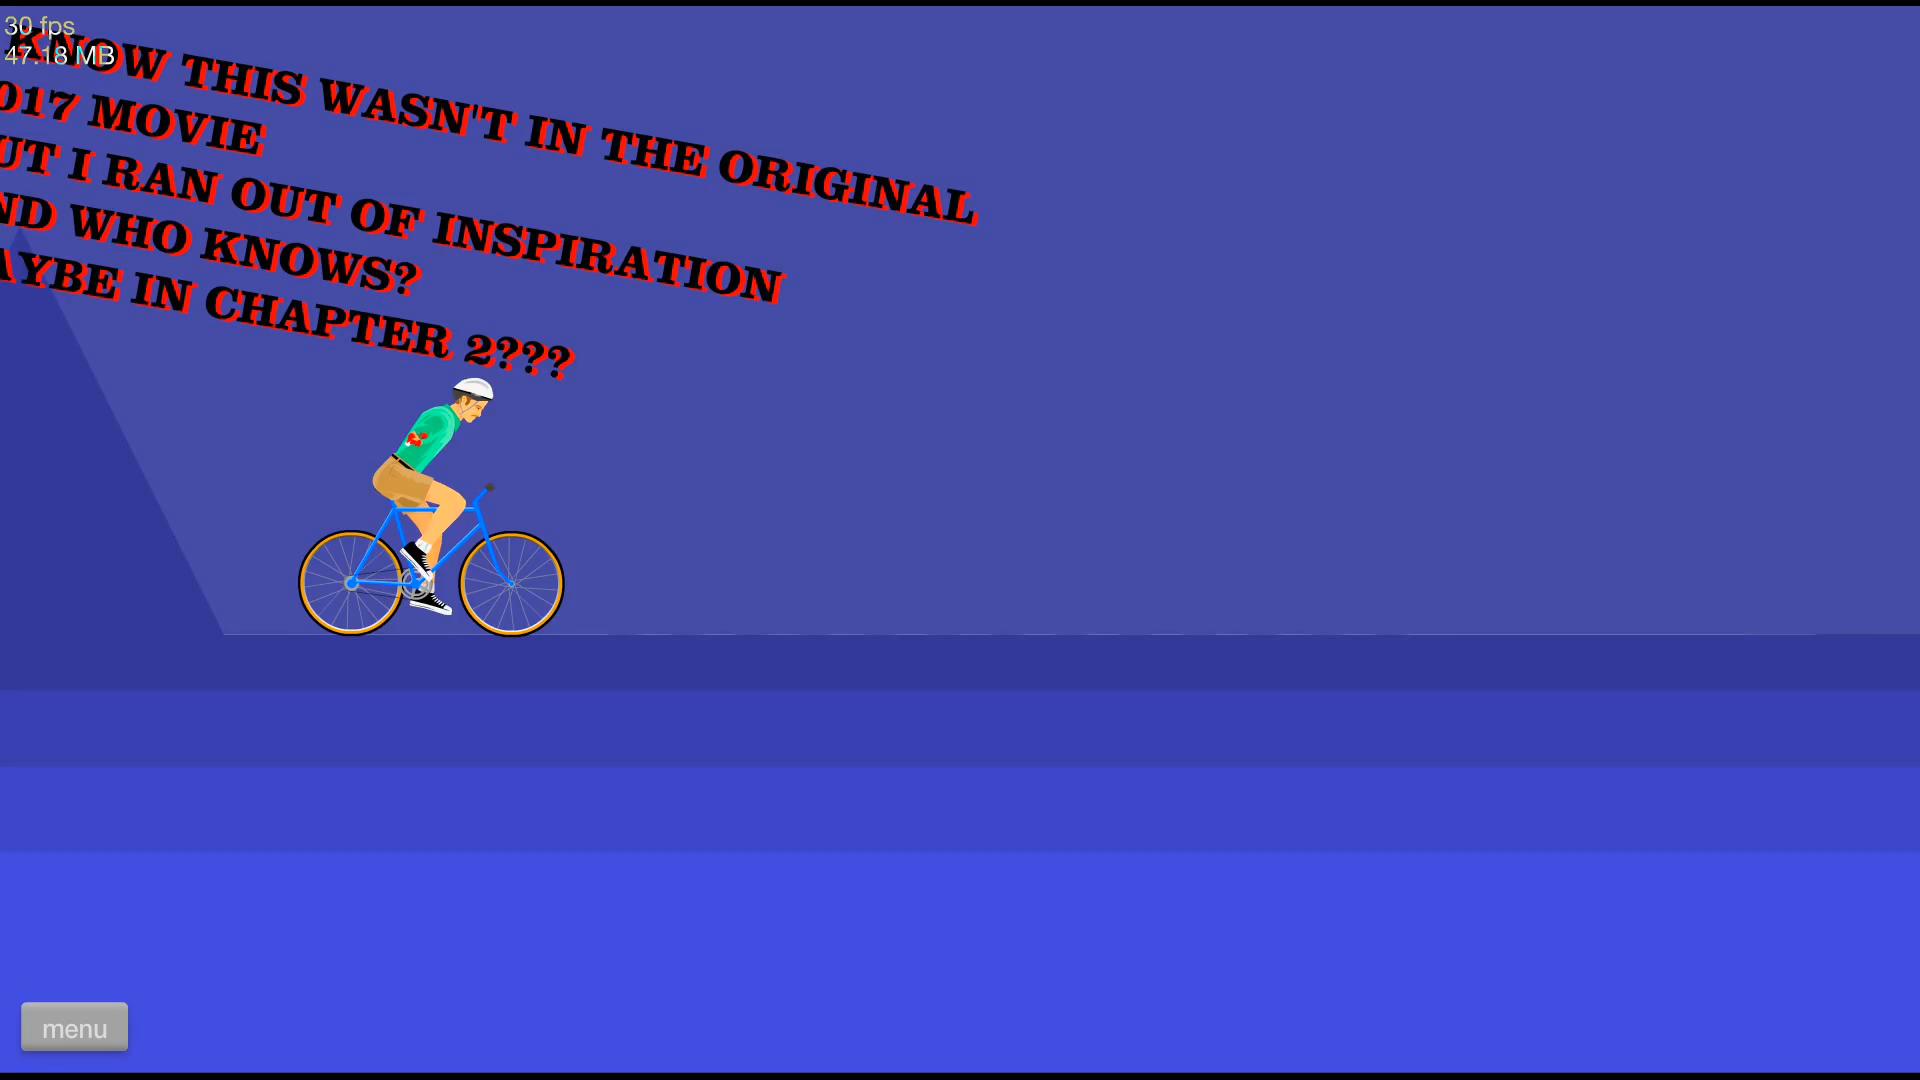 30 fps
47.18 MB
KNOW THIS WASN'T IN THE ORIGINAL
017 MOVIE
UT I RAN OUT OF INSPIRATION
ND WHO KNOWS?
AYBE IN CHAPTER 2???
menu